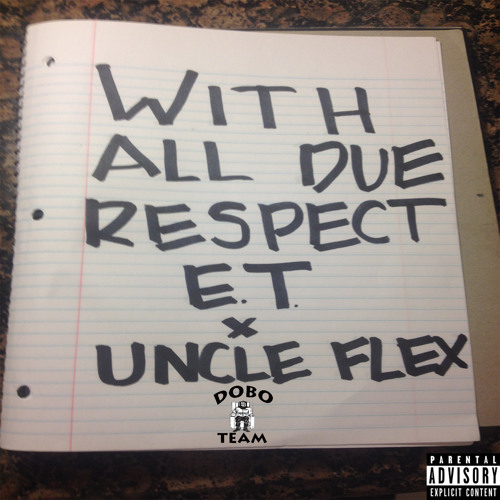 WITH
ALL DUE
RESPECT
E.T.
x
UNCLE FLEX
DOBO
TEAM
PARENTAL
ADVISORY
EXPLICIT CONTENT